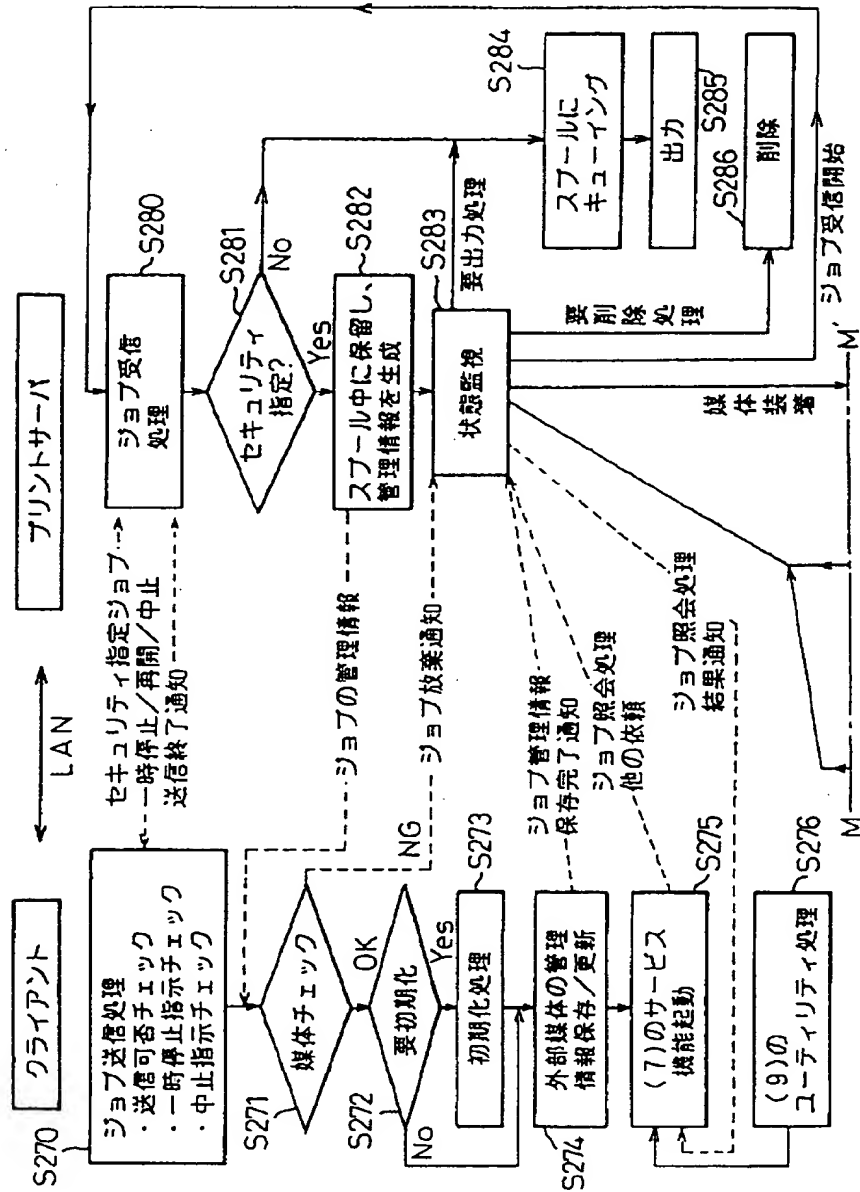 クライアント
LAN
プリントサーバ
S270
ジョブ送信処理
・送信可否チェック
・一時停止指示チェック
・中止指示チェック
セキュリティ指定ジョブ
一時停止／再開／中止
送信終了通知
ジョブ受信
処理
S280
S271
媒体チェック
OK
NG
ジョブの管理情報
セキュリティ
指定?
S281
No
Yes
S272
要初期化
No
Yes
ジョブ放棄通知
スプール中に保留し、
管理情報を生成
S282
初期化処理
S273
状態監視
S283
要出力処理
スプールに
キューイング
S284
S274
外部媒体の管理
情報保存／更新
ジョブ管理情報
保存完了通知
出力
S285
(7)のサービス
機能起動
S275
ジョブ照会処理
他の依頼
要削除処理
削除
S286
(9)の
ユーティリティ処理
S276
ジョブ照会処理
結果通知
媒体装着
ジョブ受信開始
M
M'